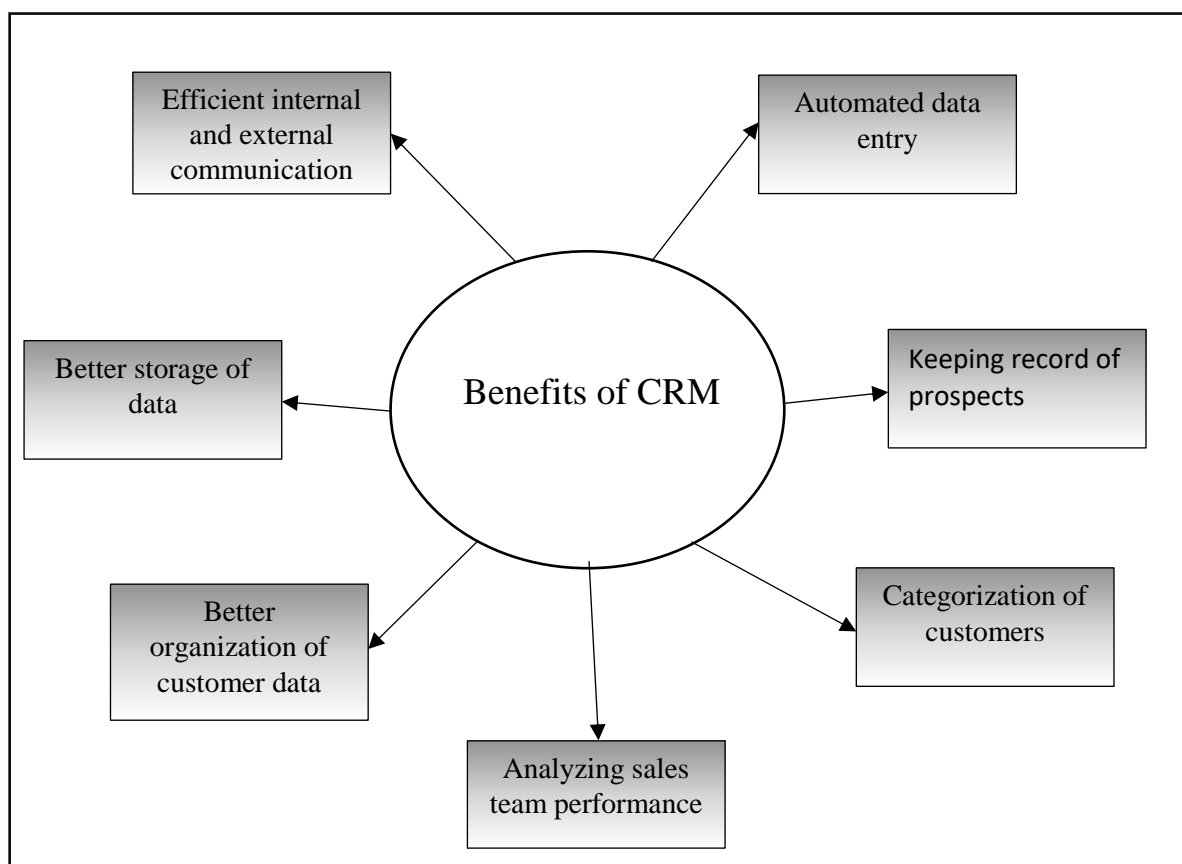 Efficient internal
and external
communication
Automated data
entry
Better storage of
data
Benefits of CRM
Keeping record of
prospects
Better
organization of
customer data
Categorization of
customers
Analyzing sales
team performance